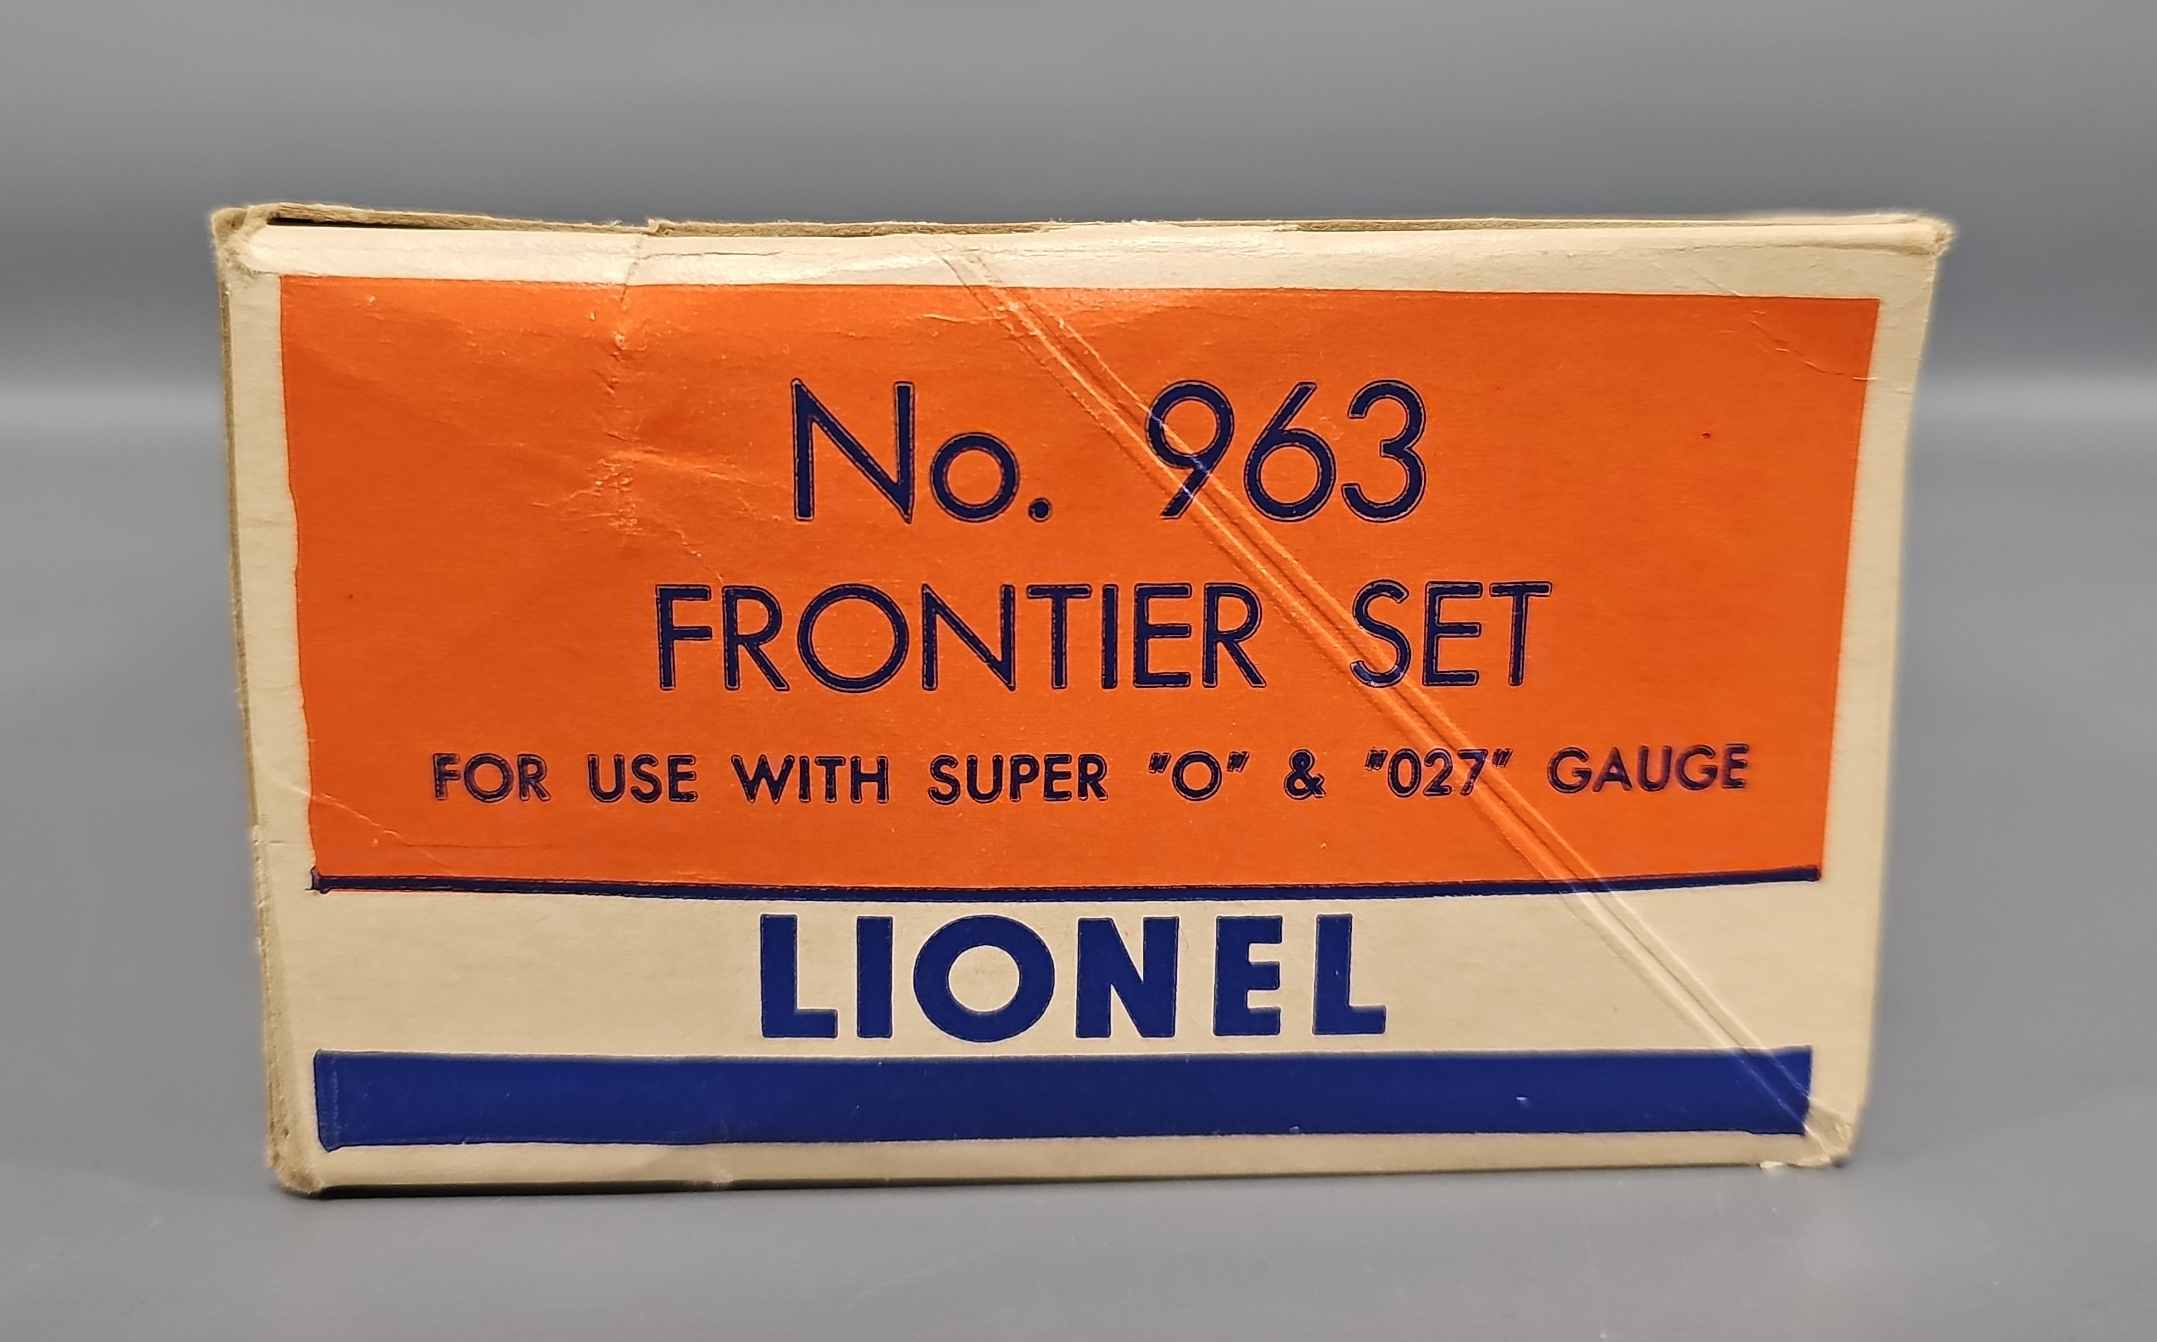 No. 963
FRONTIER SET
FOR USE WITH SUPER "O" & "027" GAUGE
LIONEL